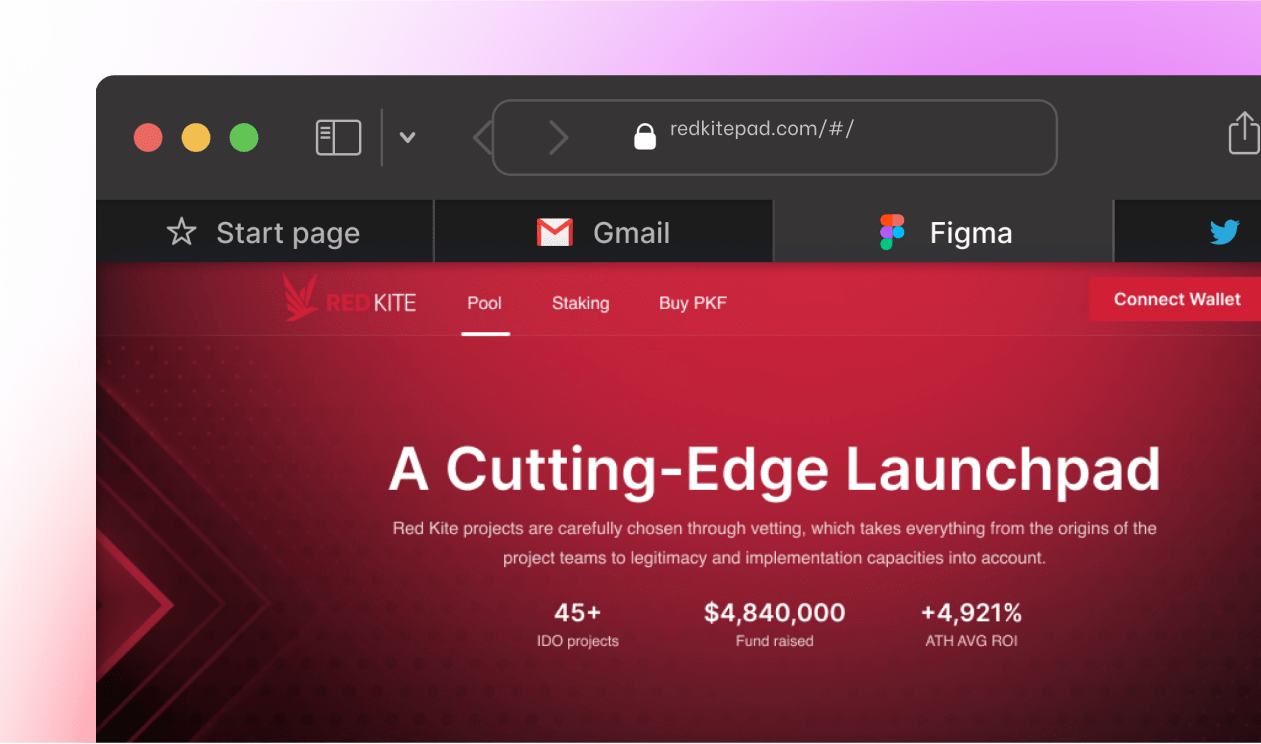 redkitepad.com/#/
Start page
Gmail
Figma
RED KITE
Pool
Staking
Buy PKF
Connect Wallet
A Cutting-Edge Launchpad
Red Kite projects are carefully chosen through vetting, which takes everything from the origins of the
project teams to legitimacy and implementation capacities into account.
45+
$4,840,000
+4,921%
IDO projects
Fund raised
ATH AVG ROI